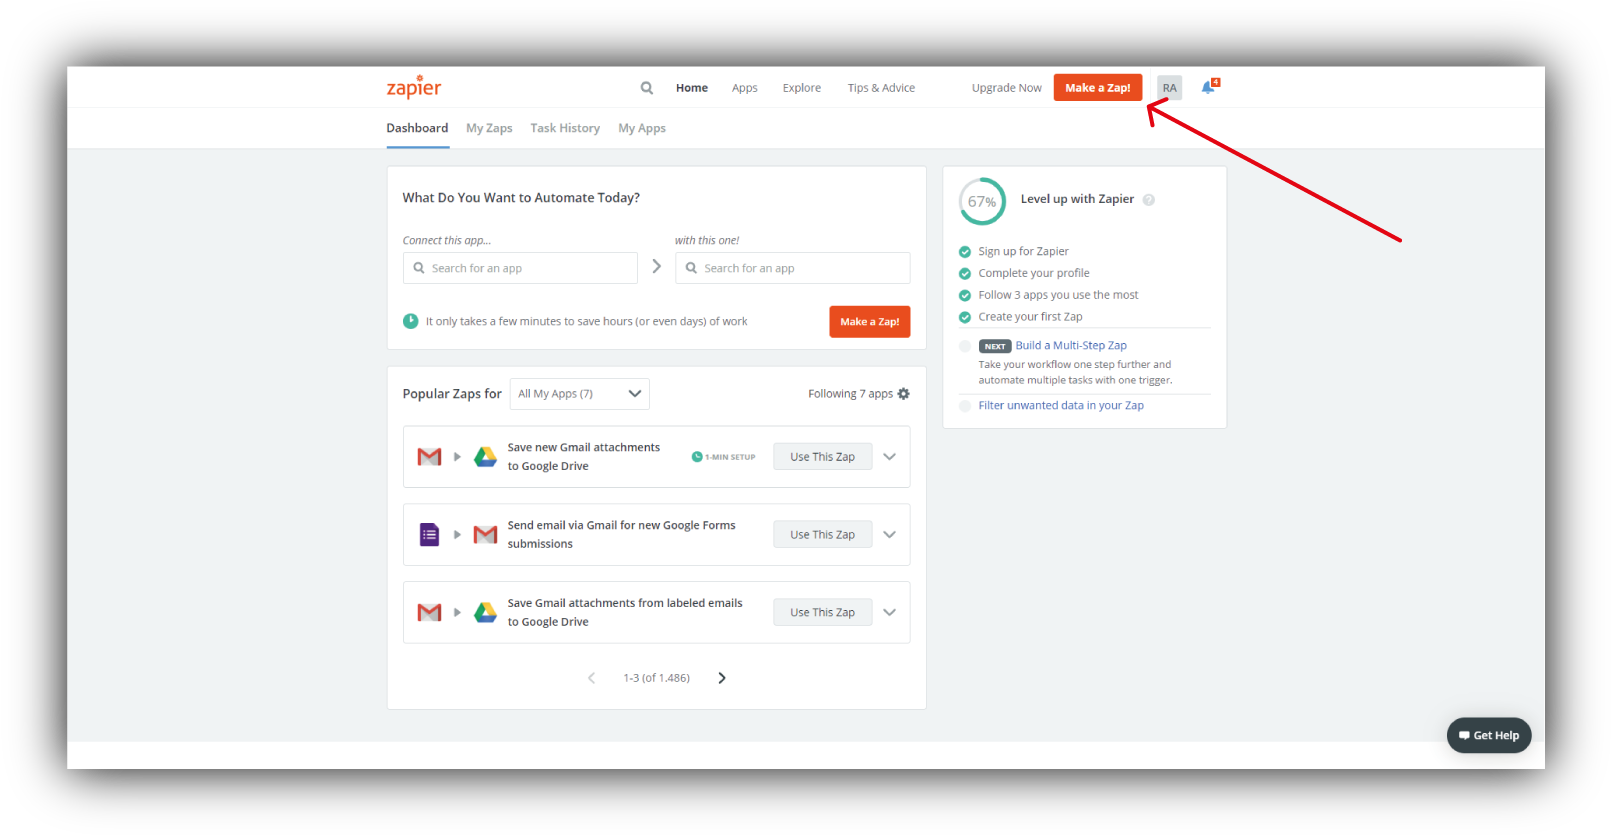 zapier
Home
Apps
Explore
Tips & Advice
Upgrade Now
Make a Zap!
RA
4
Dashboard
My Zaps
Task History
My Apps
What Do You Want to Automate Today?
Connect this app...
with this one!
Search for an app
Search for an app
It only takes a few minutes to save hours (or even days) of work
Make a Zap!
Popular Zaps for
All My Apps (7)
Following 7 apps
Save new Gmail attachments
to Google Drive
1-MIN SETUP
Use This Zap
Send email via Gmail for new Google Forms
submissions
Use This Zap
Save Gmail attachments from labeled emails
to Google Drive
Use This Zap
1-3 (of 1.486)
67%
Level up with Zapier
?
Sign up for Zapier
Complete your profile
Follow 3 apps you use the most
Create your first Zap
NEXT Build a Multi-Step Zap
Take your workflow one step further and
automate multiple tasks with one trigger.
Filter unwanted data in your Zap
Get Help